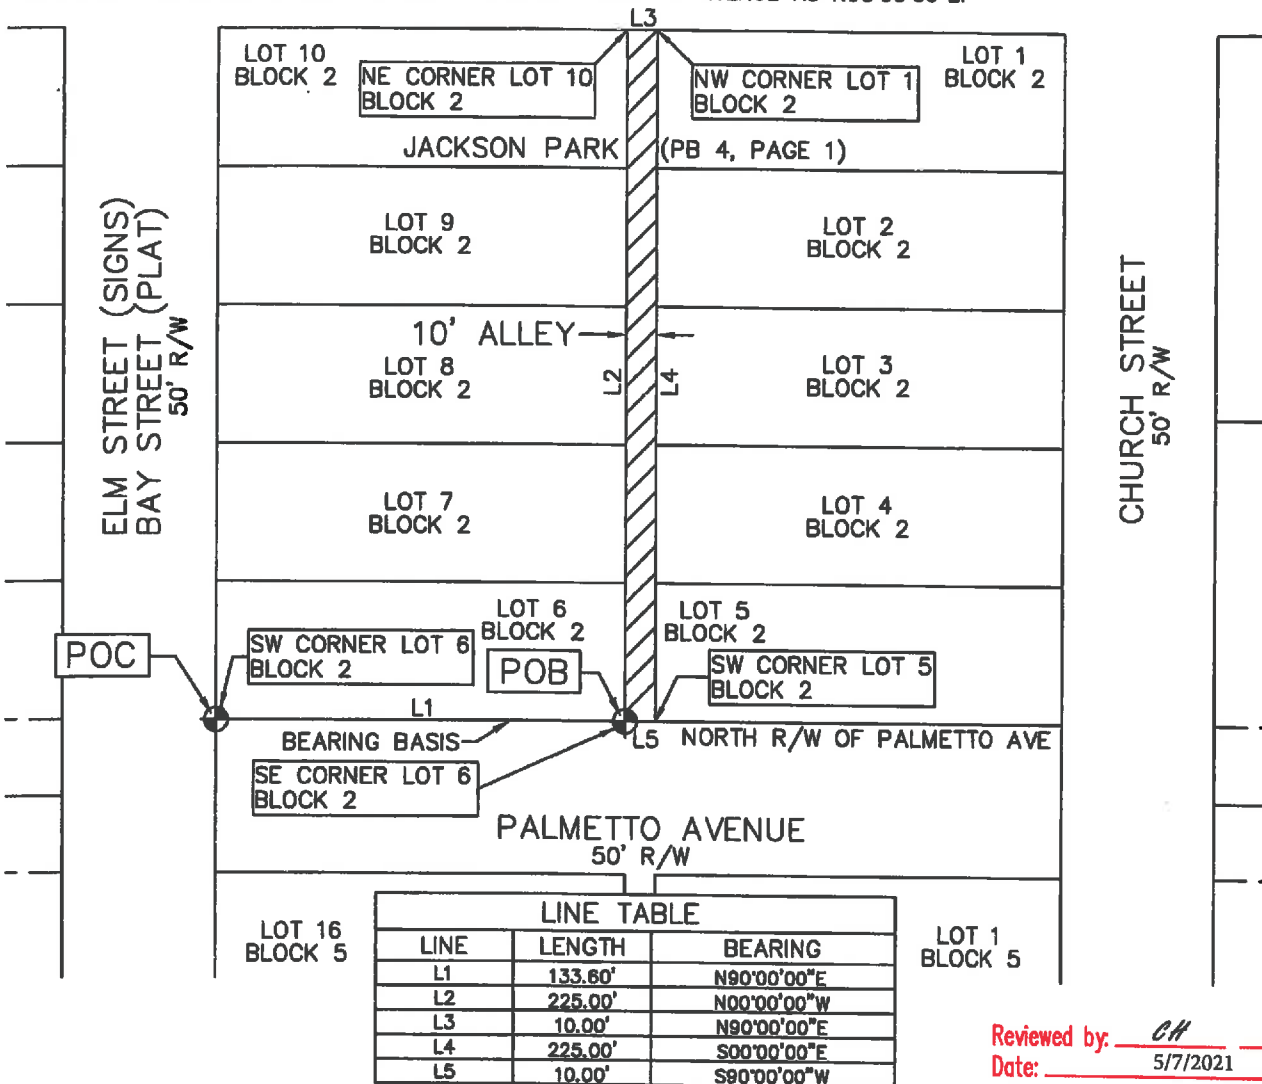 L3
LOT 10
BLOCK 2
NE CORNER LOT 10
BLOCK 2
NW CORNER LOT 1
BLOCK 2
LOT 1
BLOCK 2
JACKSON PARK (PB 4, PAGE 1)
LOT 9
BLOCK 2
LOT 2
BLOCK 2
ELM STREET (SIGNS)
BAY STREET (PLAT)
50' R/W
10' ALLEY
LOT 8
BLOCK 2
L2
L4
LOT 3
BLOCK 2
CHURCH STREET
50' R/W
LOT 7
BLOCK 2
LOT 4
BLOCK 2
LOT 6
BLOCK 2
LOT 5
BLOCK 2
POC
SW CORNER LOT 6
BLOCK 2
POB
SW CORNER LOT 5
BLOCK 2
L1
BEARING BASIS
L5 NORTH R/W OF PALMETTO AVE
SE CORNER LOT 6
BLOCK 2
PALMETTO AVENUE
50' R/W
LOT 16
BLOCK 5
LOT 1
BLOCK 5
LINE TABLE
LINE LENGTH BEARING
L1 133.60' N90°00'00"E
L2 225.00' N00°00'00"W
L3 10.00' N90°00'00"E
L4 225.00' S00°00'00"E
L5 10.00' S90°00'00"W
Reviewed by: CH
Date: 5/7/2021